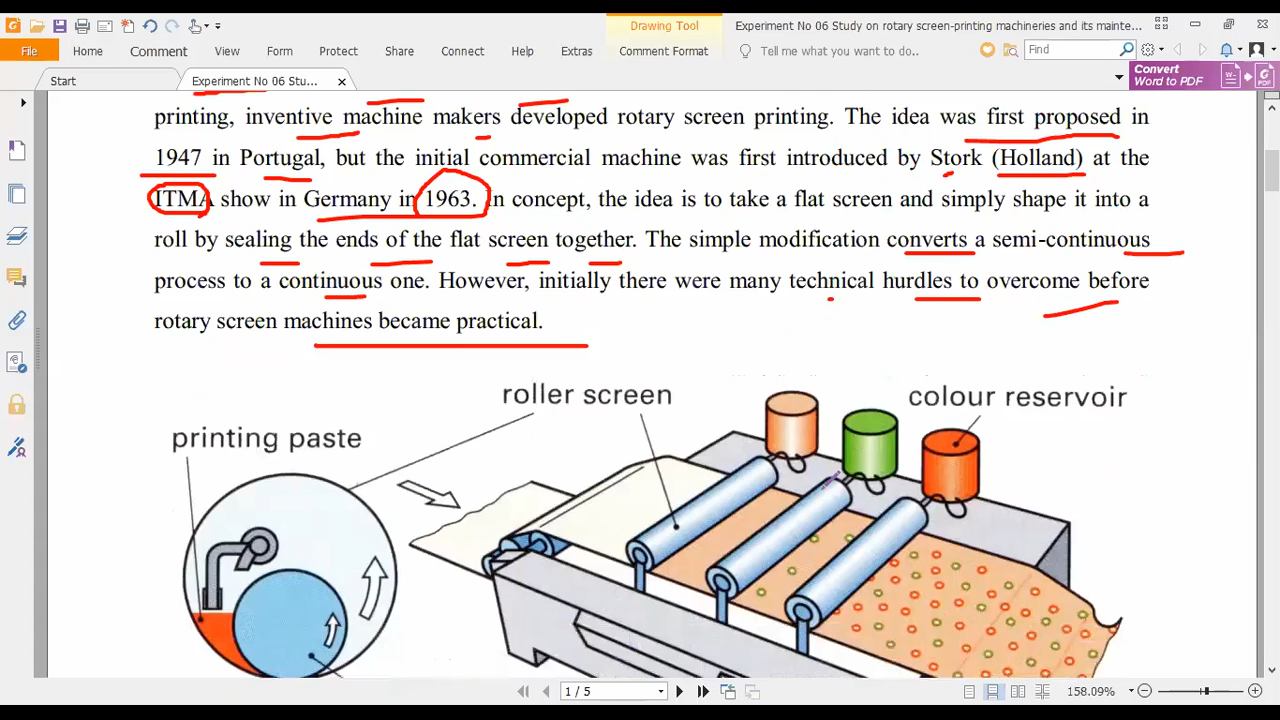 Drawing Tool
Experiment No 06 Study on rotary screen-printing machineries and its mainte...
File
Home
Comment
View
Form
Protect
Share
Connect
Help
Extras
Comment Format
Tell me what you want to do..
Find
Start
Experiment No 06 Stud...
Convert
Word to PDF
printing, inventive machine makers developed rotary screen printing. The idea was first proposed in
1947 in Portugal, but the initial commercial machine was first introduced by Stork (Holland) at the
ITMA show in Germany in 1963. In concept, the idea is to take a flat screen and simply shape it into a
roll by sealing the ends of the flat screen together. The simple modification converts a semi-continuous
process to a continuous one. However, initially there were many technical hurdles to overcome before
rotary screen machines became practical.
roller screen
colour reservoir
printing paste
1 / 5
158.09%